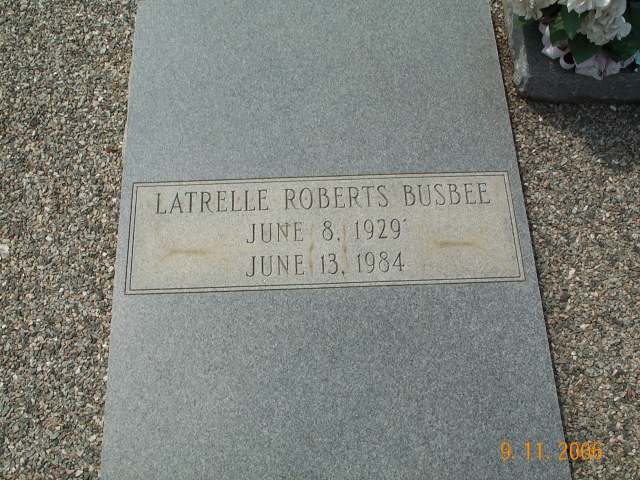 LATRELLE ROBERTS BUSBEE
JUNE 8, 1929
JUNE 13, 1984
9.11.2006